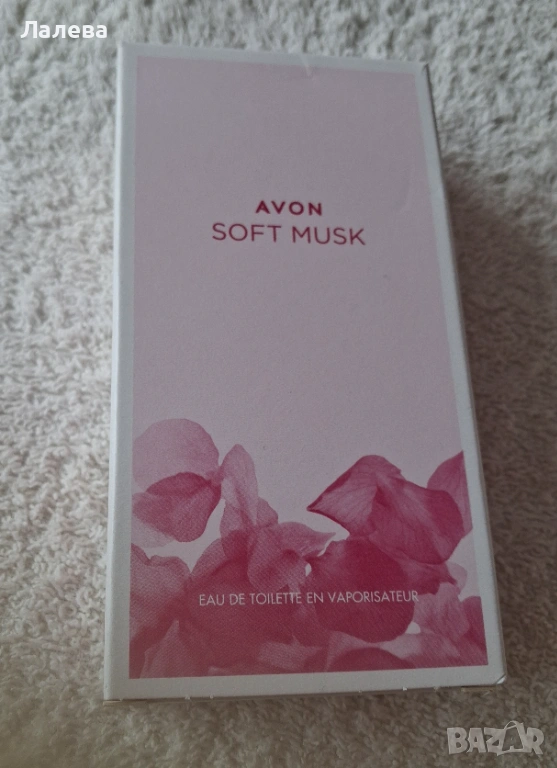 Лалева
AVON
SOFT MUSK
EAU DE TOILETTE EN VAPORISATEUR
BAZAR